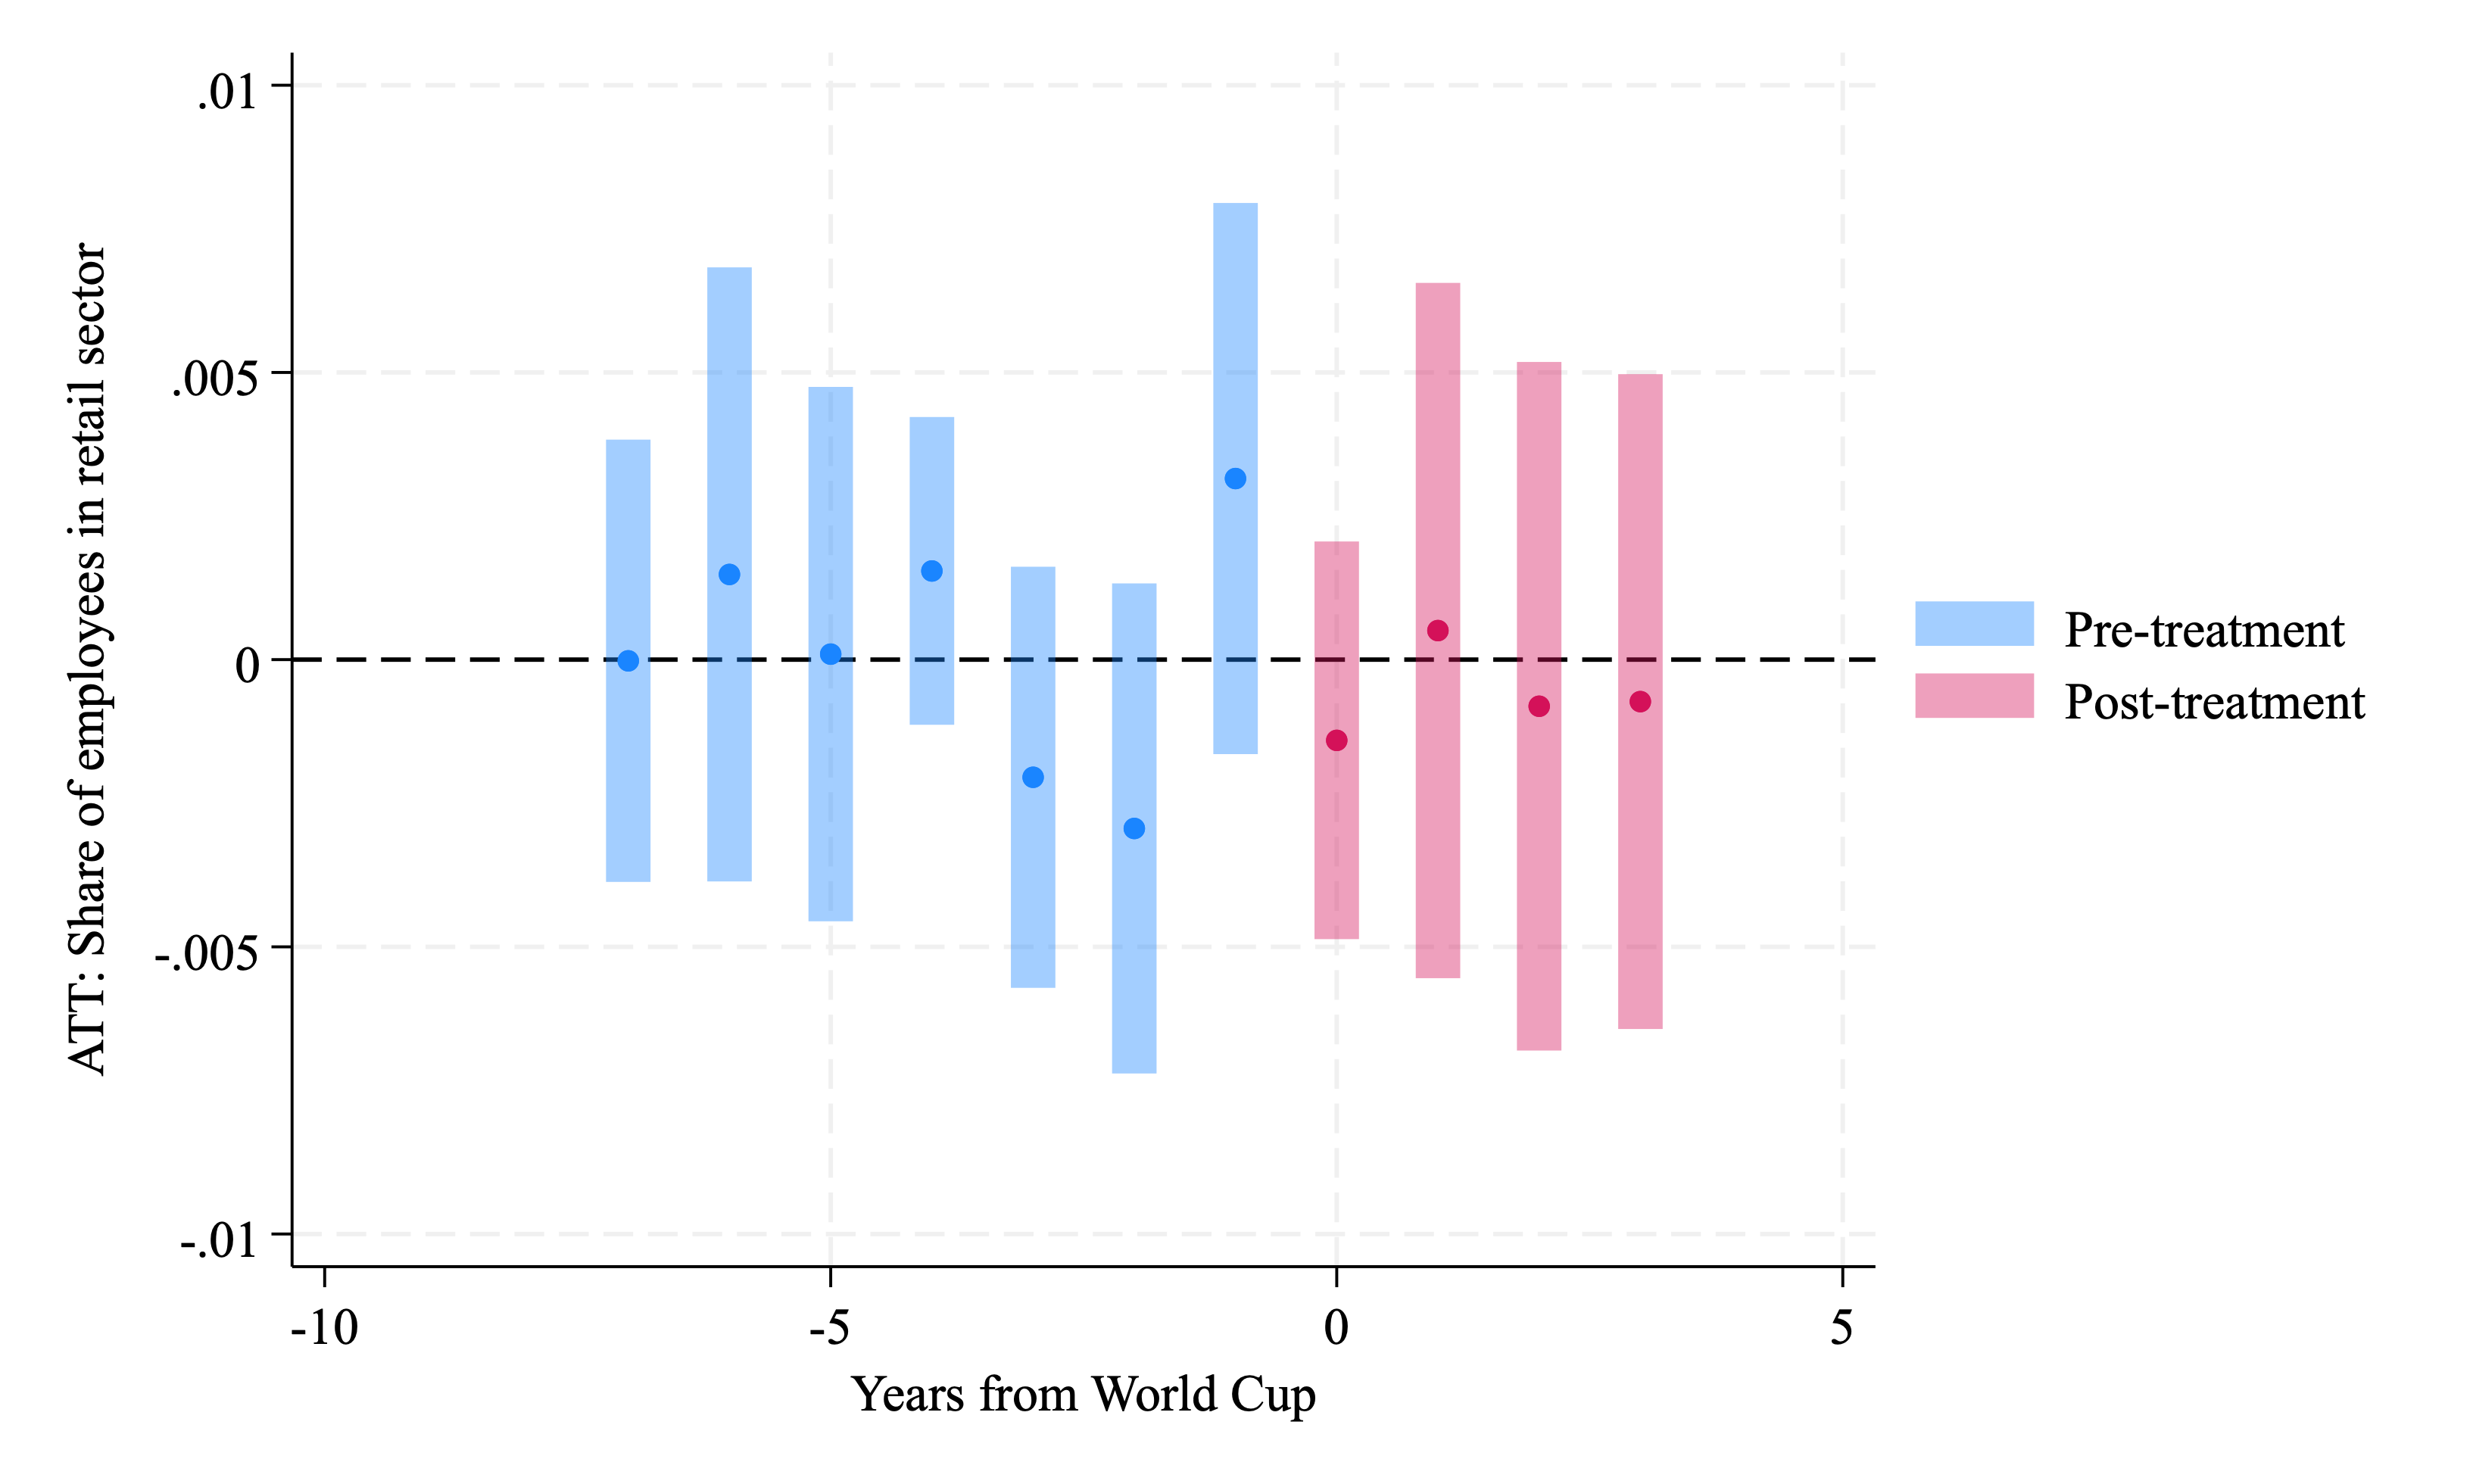 ATT: Share of employees in retail sector
.01
.005
0
-.005
-.01
-10
-5
0
5
Years from World Cup
Pre-treatment
Post-treatment